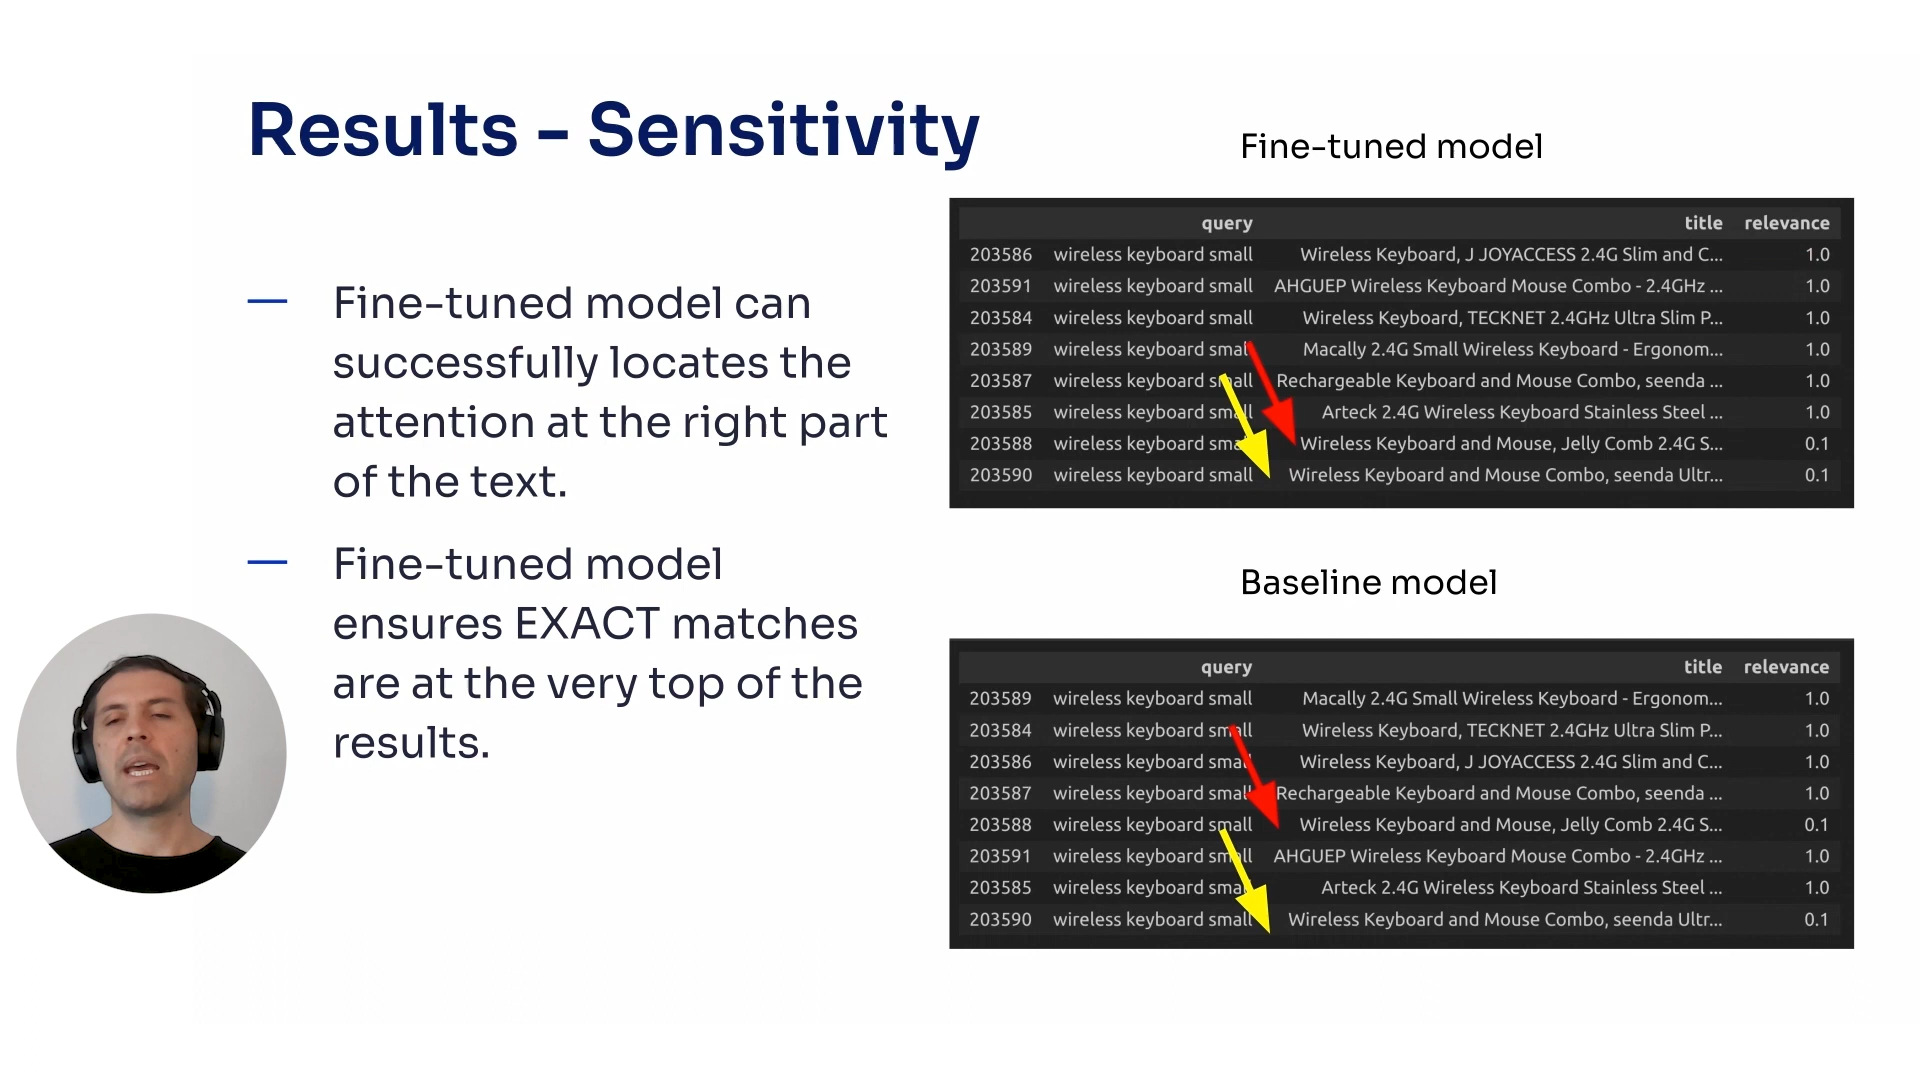 Results - Sensitivity
— Fine-tuned model can
successfully locates the
attention at the right part
of the text.
— Fine-tuned model
ensures EXACT matches
are at the very top of the
results.
Fine-tuned model
query title relevance
203586 wireless keyboard small Wireless Keyboard, J JOYACCESS 2.4G Slim and C... 1.0
203591 wireless keyboard small AHGUEP Wireless Keyboard Mouse Combo - 2.4GHz ... 1.0
203584 wireless keyboard small Wireless Keyboard, TECKNET 2.4GHz Ultra Slim P... 1.0
203589 wireless keyboard small Macally 2.4G Small Wireless Keyboard - Ergonom... 1.0
203587 wireless keyboard small Rechargeable Keyboard and Mouse Combo, seenda ... 1.0
203585 wireless keyboard small Arteck 2.4G Wireless Keyboard Stainless Steel ... 1.0
203588 wireless keyboard small Wireless Keyboard and Mouse, Jelly Comb 2.4G S... 0.1
203590 wireless keyboard small Wireless Keyboard and Mouse Combo, seenda Ultr... 0.1
Baseline model
query title relevance
203589 wireless keyboard small Macally 2.4G Small Wireless Keyboard - Ergonom... 1.0
203584 wireless keyboard small Wireless Keyboard, TECKNET 2.4GHz Ultra Slim P... 1.0
203586 wireless keyboard small Wireless Keyboard, J JOYACCESS 2.4G Slim and C... 1.0
203587 wireless keyboard small Rechargeable Keyboard and Mouse Combo, seenda ... 1.0
203588 wireless keyboard small Wireless Keyboard and Mouse, Jelly Comb 2.4G S... 0.1
203591 wireless keyboard small AHGUEP Wireless Keyboard Mouse Combo - 2.4GHz ... 1.0
203585 wireless keyboard small Arteck 2.4G Wireless Keyboard Stainless Steel ... 1.0
203590 wireless keyboard small Wireless Keyboard and Mouse Combo, seenda Ultr... 0.1